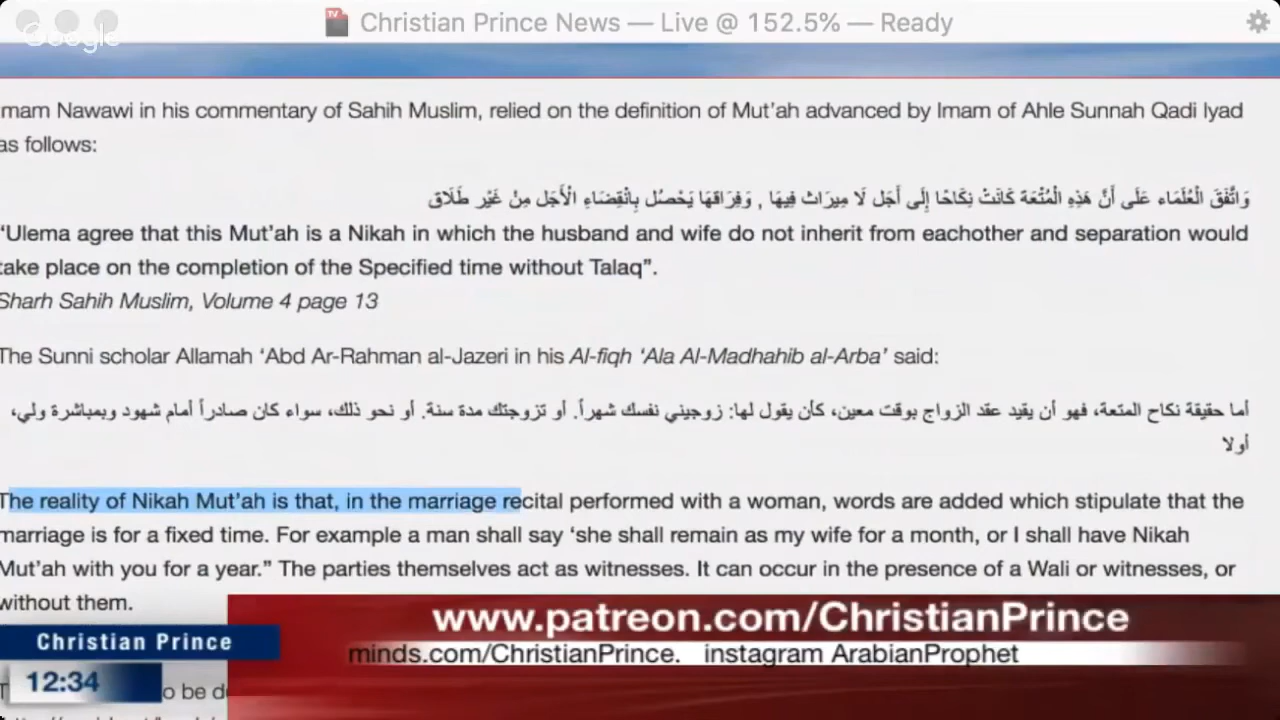 Google
TV
Christian Prince News — Live @ 152.5% — Ready
mam Nawawi in his commentary of Sahih Muslim, relied on the definition of Mut'ah advanced by Imam of Ahle Sunnah Qadi Iyad
as follows:
وَاتَّفَقَ الْعُلَمَاء عَلَى أَنَّ هَذِهِ الْمُتْعَة كَانَتْ نِكَاحًا إِلَى أَجَل لَا مِيرَاث فِيهَا , وَفِرَاقهَا يَحْصُل بِانْقِضَاءِ الْأَجَل مِنْ غَيْر طَلَاق
"Ulema agree that this Mut'ah is a Nikah in which the husband and wife do not inherit from eachother and separation would
take place on the completion of the Specified time without Talaq".
Sharh Sahih Muslim, Volume 4 page 13
The Sunni scholar Allamah 'Abd Ar-Rahman al-Jazeri in his Al-fiqh 'Ala Al-Madhahib al-Arba' said:
أما حقيقة نكاح المتعة، فهو أن يقيد عقد الزواج بوقت معين، كأن يقول لها: زوجيني نفسك شهراً. أو تزوجتك مدة سنة. أو نحو ذلك، سواء كان صادراً أمام شهود وبمباشرة ولي،
أولا
The reality of Nikah Mut'ah is that, in the marriage recital performed with a woman, words are added which stipulate that the
marriage is for a fixed time. For example a man shall say 'she shall remain as my wife for a month, or I shall have Nikah
Mut'ah with you for a year." The parties themselves act as witnesses. It can occur in the presence of a Wali or witnesses, or
without them.
www.patreon.com/ChristianPrince
Christian Prince
minds.com/ChristianPrince. instagram ArabianProphet
12:34
o be d